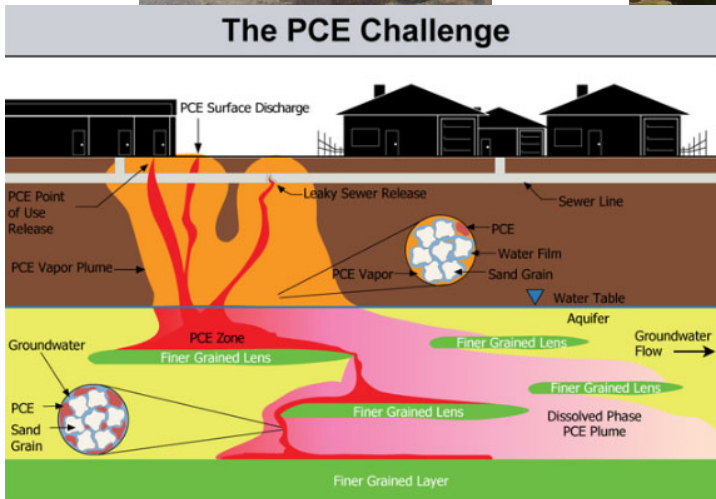 The PCE Challenge
PCE Surface Discharge
PCE Point
of Use
Release
Leaky Sewer Release
Sewer Line
PCE
Water Film
Sand Grain
PCE Vapor
PCE Vapor Plume
Water Table
Aquifer
Groundwater
Flow
PCE Zone
Finer Grained Lens
Finer Grained Lens
Groundwater
PCE
Sand
Grain
Finer Grained Lens
Finer Grained Lens
Dissolved Phase
PCE Plume
Finer Grained Layer